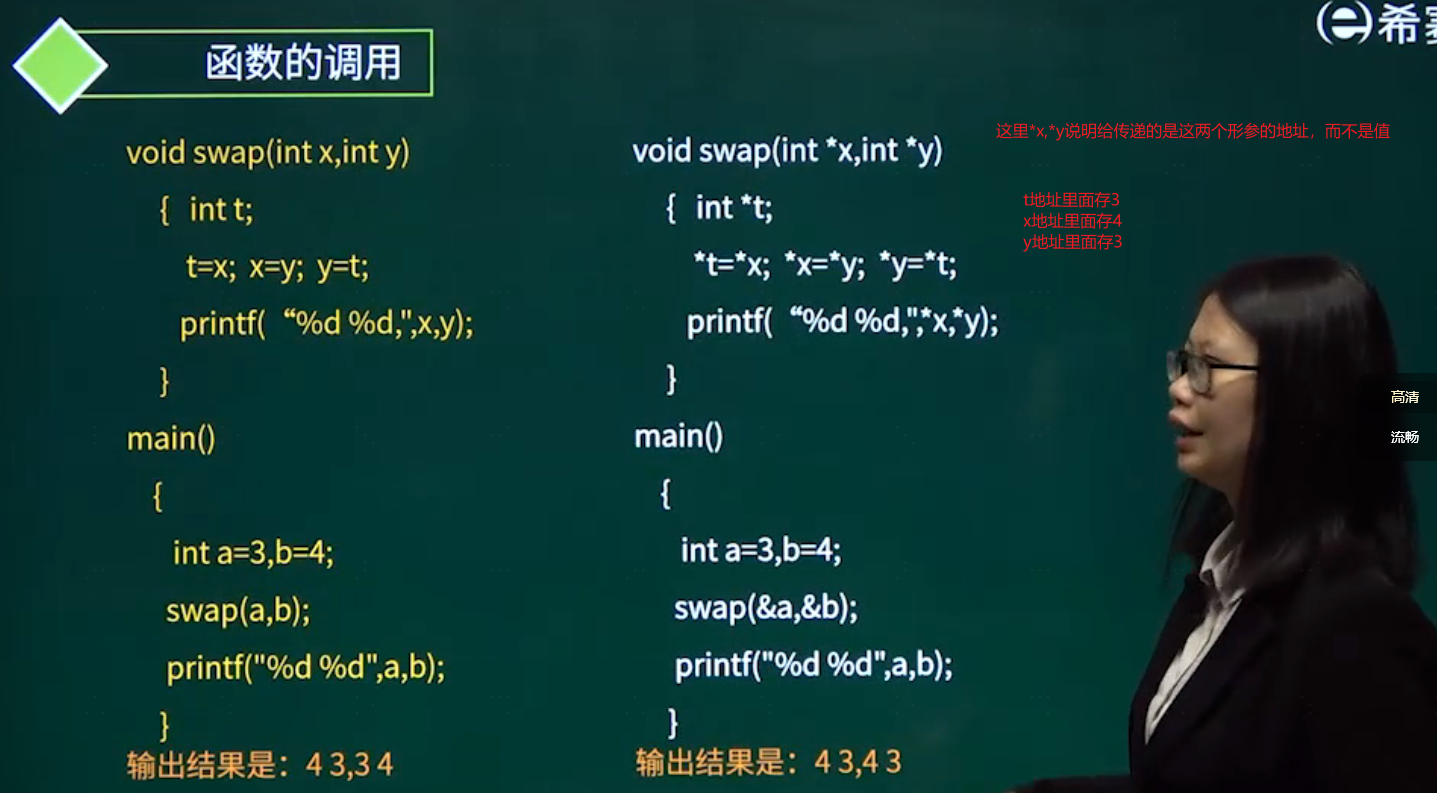 函数的调用
希赛
void swap(int x,int y)
{ int t;
t=x; x=y; y=t;
printf( “%d %d,",x,y);
}
main()
{
int a=3,b=4;
swap(a,b);
printf("%d %d",a,b);
}
输出结果是：4 3,3 4
void swap(int *x,int *y)
{ int *t;
*t=*x; *x=*y; *y=*t;
printf( “%d %d,",*x,*y);
}
main()
{
int a=3,b=4;
swap(&a,&b);
printf("%d %d",a,b);
}
输出结果是：4 3,4 3
这里*x,*y说明给传递的是这两个形参的地址，而不是值
t地址里面存3
x地址里面存4
y地址里面存3
高清
流畅